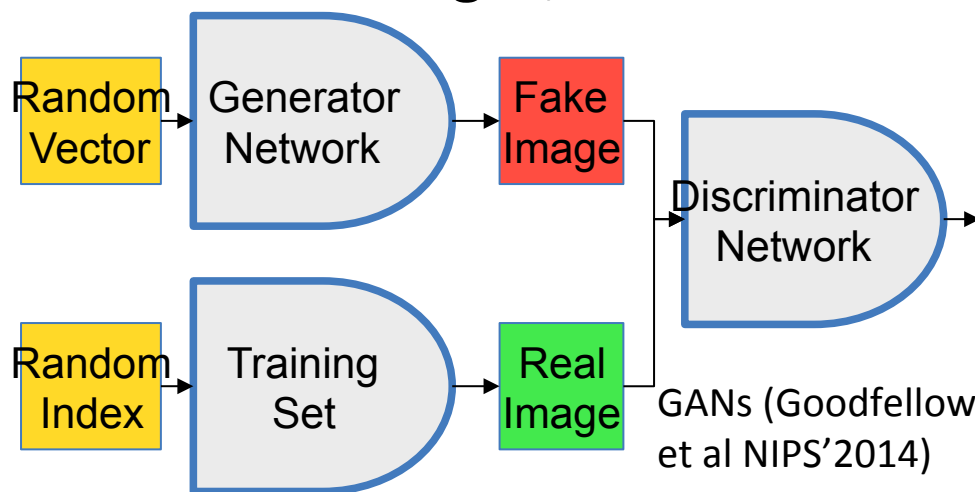 Random
Vector
Generator
Network
Fake
Image
Discriminator
Network
Random
Index
Training
Set
Real
Image
GANs (Goodfellow
et al NIPS’2014)